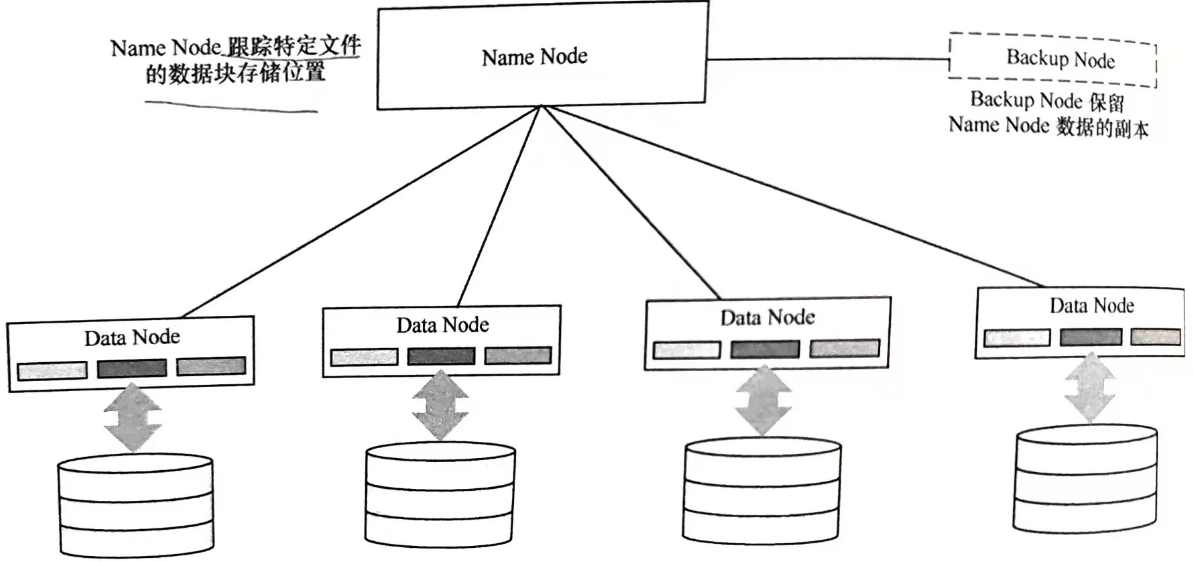 Name Node 跟踪特定文件
的数据块存储位置
Name Node
Backup Node
Backup Node 保留
Name Node 数据的副本
Data Node
Data Node
Data Node
Data Node